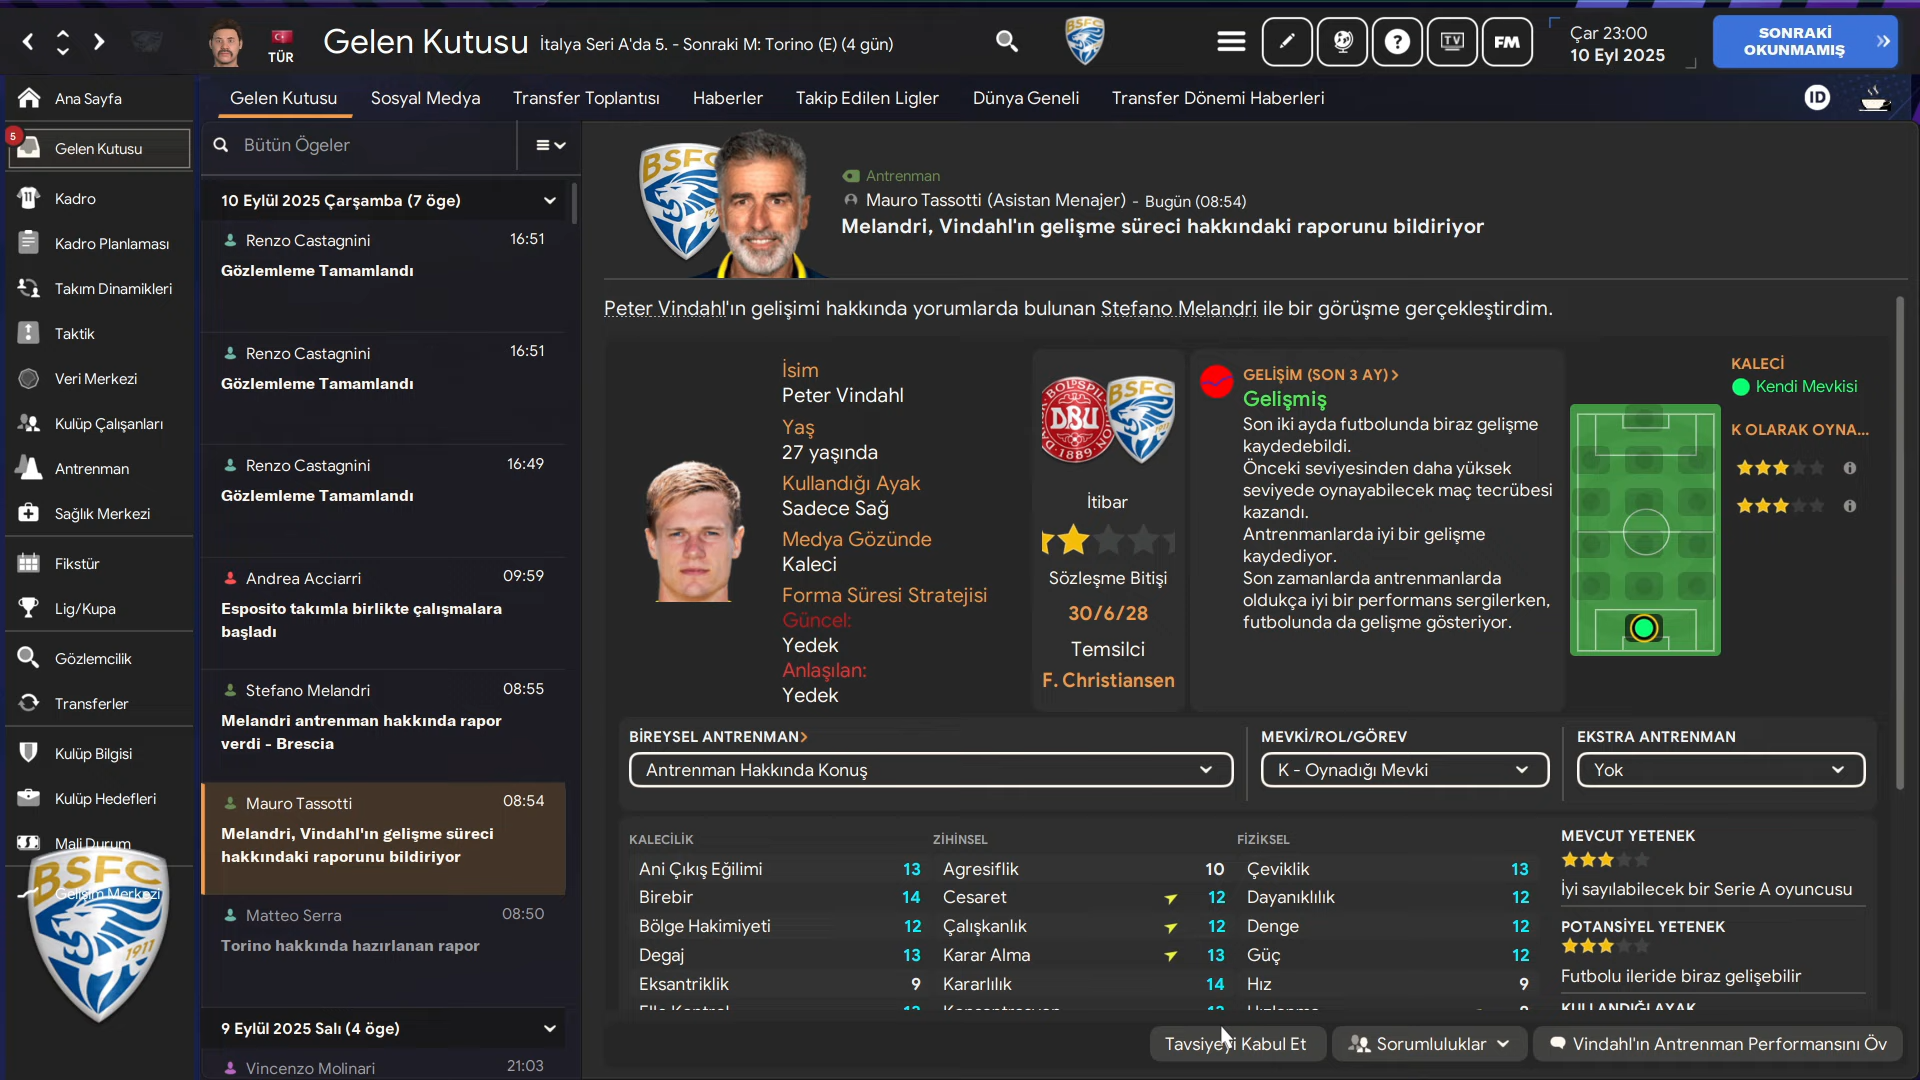 TÜR
Gelen Kutusu
İtalya Seri A'da 5. - Sonraki M: Torino (E) (4 gün)
BSFC
TV
FM
Çar 23:00
10 Eyl 2025
SONRAKİ
OKUNMAMIŞ
Gelen Kutusu
Sosyal Medya
Transfer Toplantısı
Haberler
Takip Edilen Ligler
Dünya Geneli
Transfer Dönemi Haberleri
ID
Ana Sayfa
5
Gelen Kutusu
Kadro
Kadro Planlaması
Takım Dinamikleri
Taktik
Veri Merkezi
Kulüp Çalışanları
Antrenman
Sağlık Merkezi
Fikstür
Lig/Kupa
Gözlemcilik
Transferler
Kulüp Bilgisi
Kulüp Hedefleri
Mali Durum
Gelişim Merkezi
BSFC
1911
Bütün Ögeler
10 Eylül 2025 Çarşamba (7 öge)
Renzo Castagnini 16:51
Gözlemleme Tamamlandı
Renzo Castagnini 16:51
Gözlemleme Tamamlandı
Renzo Castagnini 16:49
Gözlemleme Tamamlandı
Andrea Acciarri 09:59
Esposito takımla birlikte çalışmalara
başladı
Stefano Melandri 08:55
Melandri antrenman hakkında rapor
verdi - Brescia
Mauro Tassotti 08:54
Melandri, Vindahl'ın gelişme süreci
hakkındaki raporunu bildiriyor
Matteo Serra 08:50
Torino hakkında hazırlanan rapor
9 Eylül 2025 Salı (4 öge)
Vincenzo Molinari 21:03
BSFC
Antrenman
Mauro Tassotti (Asistan Menajer) - Bugün (08:54)
Melandri, Vindahl'ın gelişme süreci hakkındaki raporunu bildiriyor
Peter Vindahl'ın gelişimi hakkında yorumlarda bulunan Stefano Melandri ile bir görüşme gerçekleştirdim.
İsim
Peter Vindahl
Yaş
27 yaşında
Kullandığı Ayak
Sadece Sağ
Medya Gözünde
Kaleci
Forma Süresi Stratejisi
Güncel:
Yedek
Anlaşılan:
Yedek
DBU
1889
BSFC
İtibar
Sözleşme Bitişi
30/6/28
Temsilci
F. Christiansen
GELİŞİM (SON 3 AY)
Gelişmiş
Son iki ayda futbolunda biraz gelişme
kaydedebildi.
Önceki seviyesinden daha yüksek
seviyede oynayabilecek maç tecrübesi
kazandı.
Antrenmanlarda iyi bir gelişme
kaydediyor.
Son zamanlarda antrenmanlarda
oldukça iyi bir performans sergilerken,
futbolunda da gelişme gösteriyor.
KALECİ
Kendi Mevkisi
K OLARAK OYNA...
BİREYSEL ANTRENMAN
Antrenman Hakkında Konuş
MEVKİ/ROL/GÖREV
K - Oynadığı Mevki
EKSTRA ANTRENMAN
Yok
KALECİLİK
Ani Çıkış Eğilimi 13
Birebir 14
Bölge Hakimiyeti 12
Degaj 13
Eksantriklik 9
ZİHİNSEL
Agresiflik 10
Cesaret 12
Çalışkanlık 12
Karar Alma 13
Kararlılık 14
FİZİKSEL
Çeviklik 13
Dayanıklılık 12
Denge 12
Güç 12
Hız 9
MEVCUT YETENEK
İyi sayılabilecek bir Serie A oyuncusu
POTANSİYEL YETENEK
Futbolu ileride biraz gelişebilir
KULLANDIĞI AYAK
Tavsiyeyi Kabul Et
Sorumluluklar
Vindahl'ın Antrenman Performansını Öv